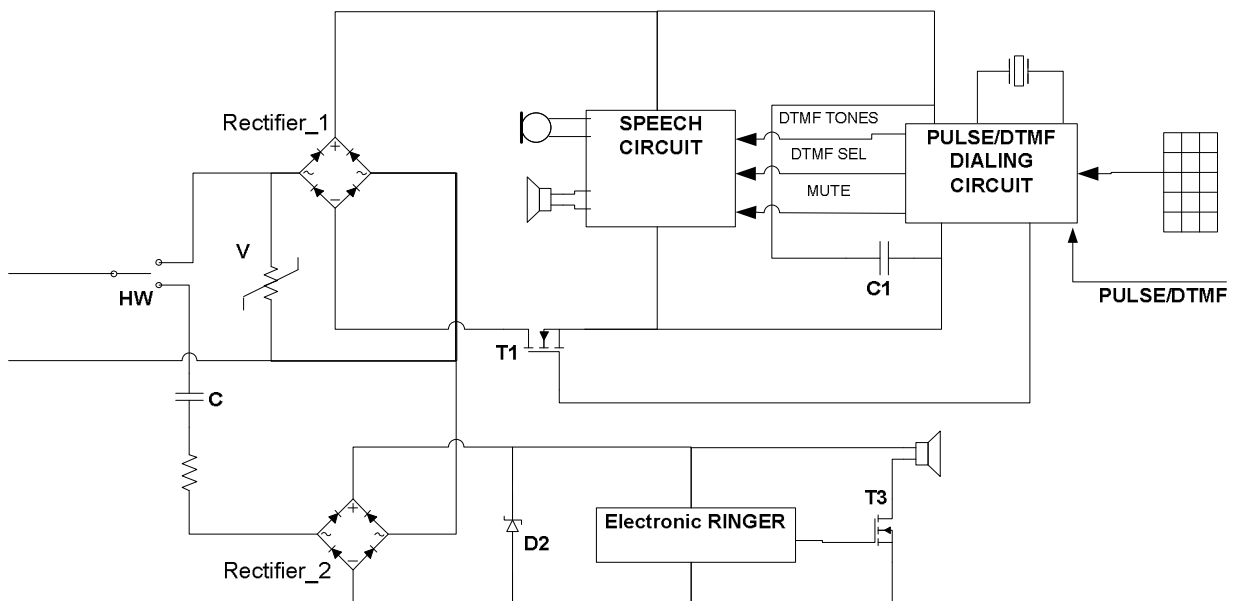 Rectifier_1
SPEECH
CIRCUIT
DTMF TONES
DTMF SEL
MUTE
PULSE/DTMF
DIALING
CIRCUIT
V
HW
C1
PULSE/DTMF
T1
C
T3
Electronic RINGER
D2
Rectifier_2